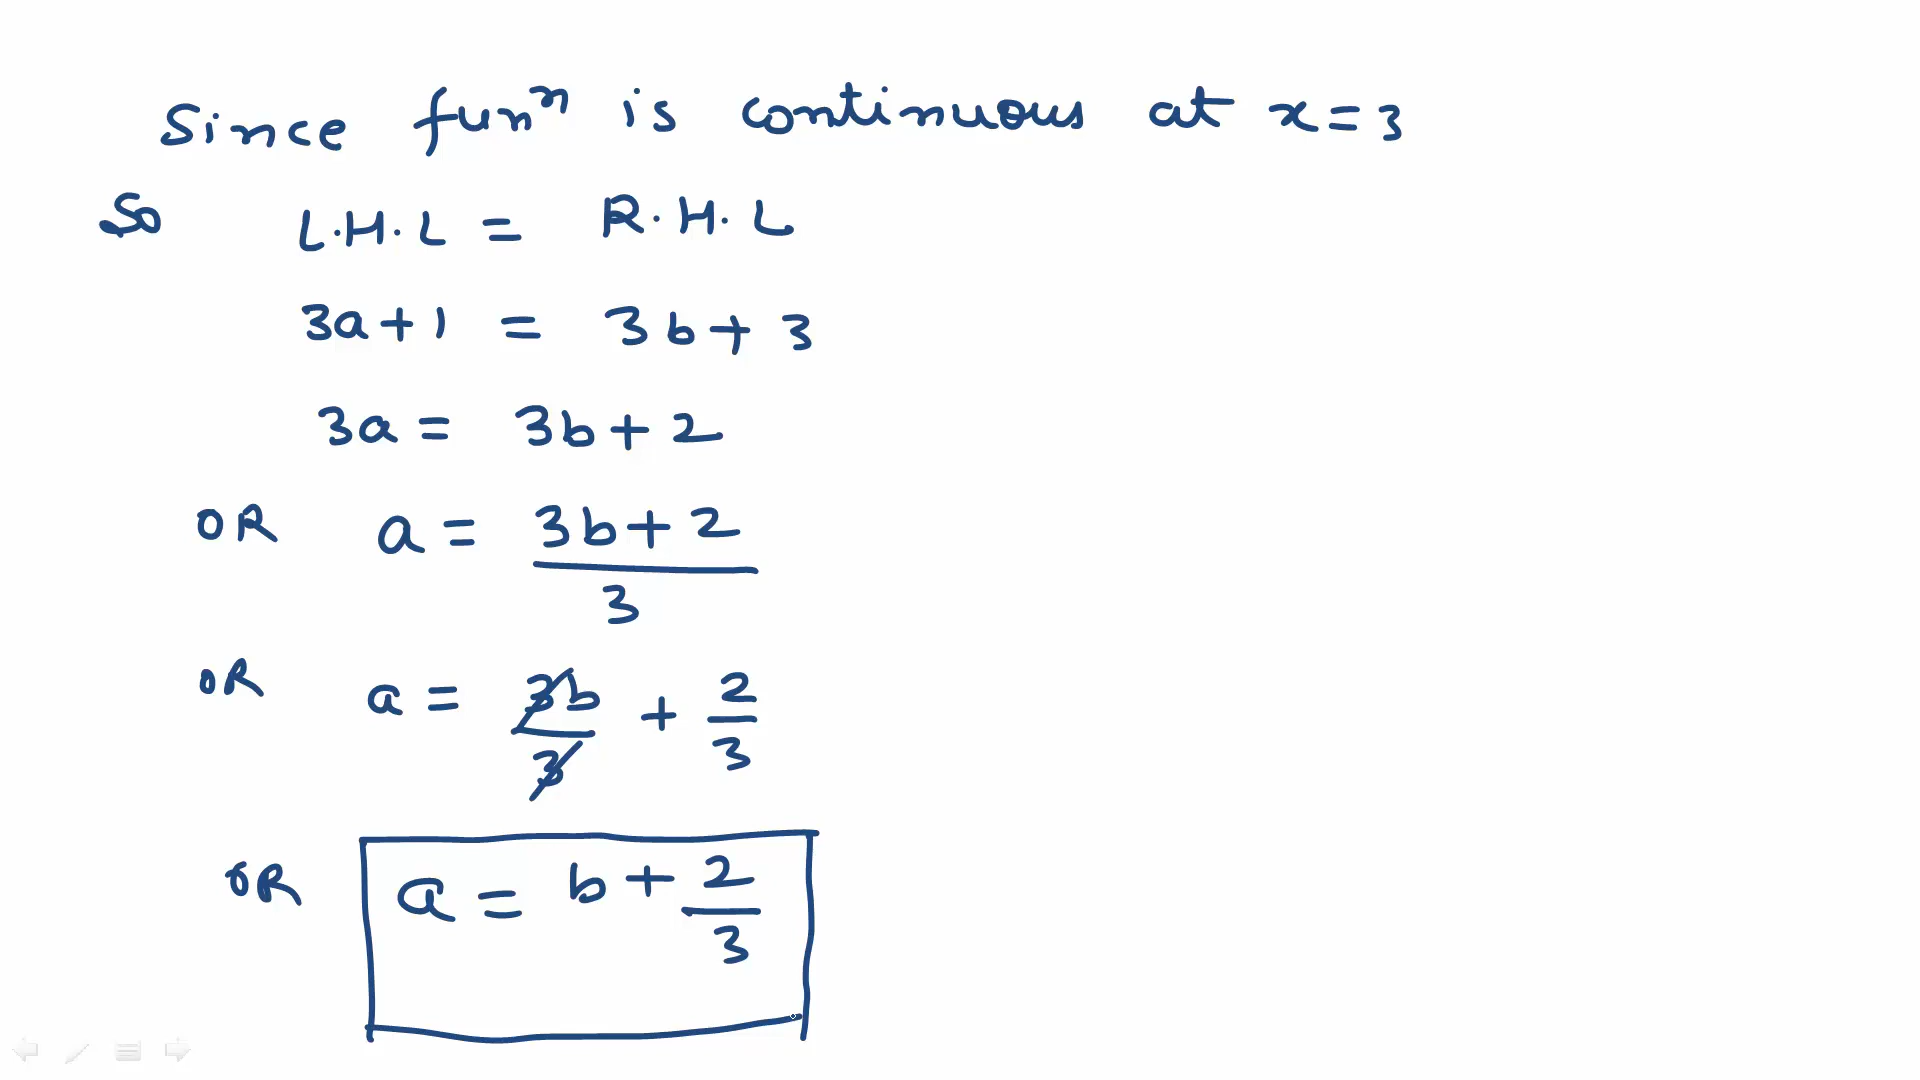 Since funⁿ is continuous at x=3
So L.H.L = R.H.L
3a+1 = 3b+3
3a = 3b+2
OR a = (3b+2)/3
OR a = 3b/3 + 2/3
OR a = b + 2/3